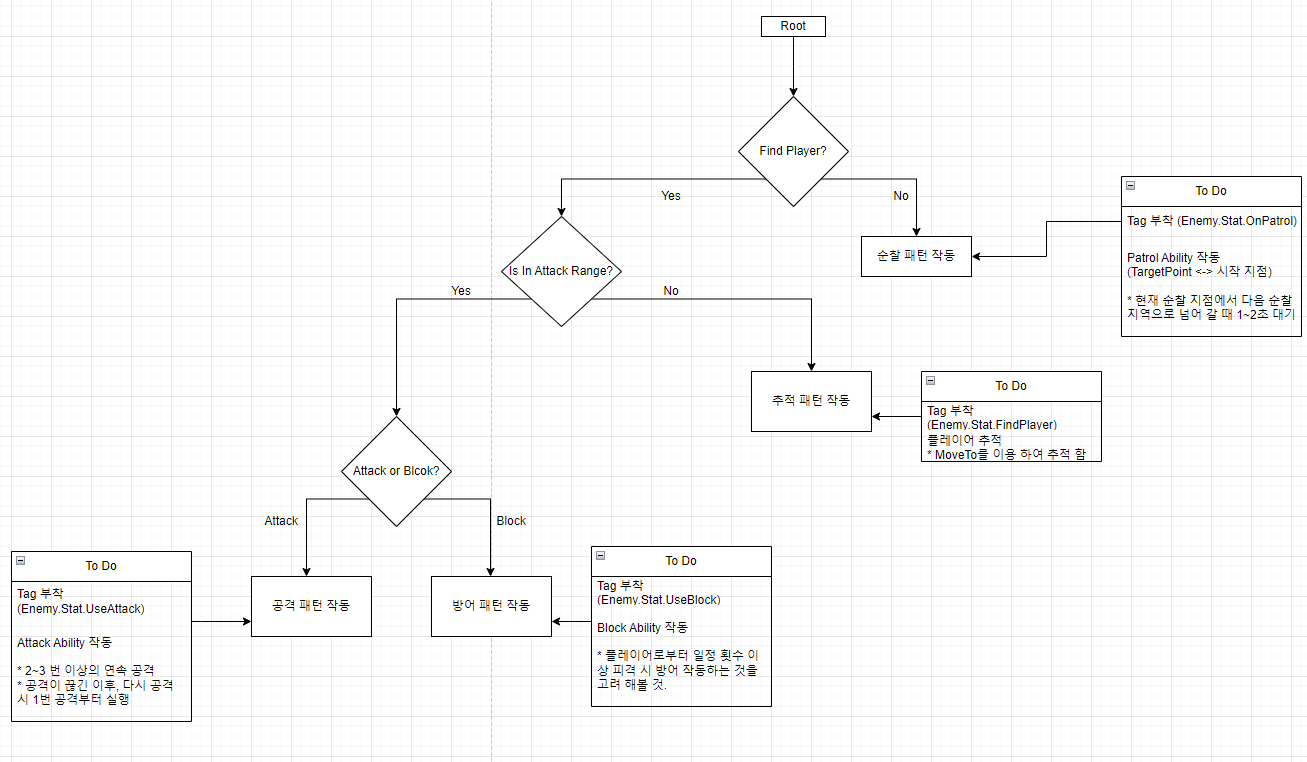 Root
Find Player?
Yes
No
To Do
Tag 부착 (Enemy.Stat.OnPatrol)
Patrol Ability 작동
(TargetPoint <-> 시작 지점)
* 현재 순찰 지점에서 다음 순찰
지역으로 넘어 갈 때 1~2초 대기
순찰 패턴 작동
Is In Attack Range?
Yes
No
추적 패턴 작동
To Do
Tag 부착
(Enemy.Stat.FindPlayer)
플레이어 추적
* MoveTo를 이용 하여 추적 함
Attack or Blcok?
Attack
Block
To Do
Tag 부착
(Enemy.Stat.UseAttack)
Attack Ability 작동
* 2~3 번 이상의 연속 공격
* 공격이 끊긴 이후, 다시 공격
시 1번 공격부터 실행
공격 패턴 작동
방어 패턴 작동
To Do
Tag 부착
(Enemy.Stat.UseBlock)
Block Ability 작동
* 플레이어로부터 일정 횟수 이
상 피격 시 방어 작동하는 것을
고려 해볼 것.